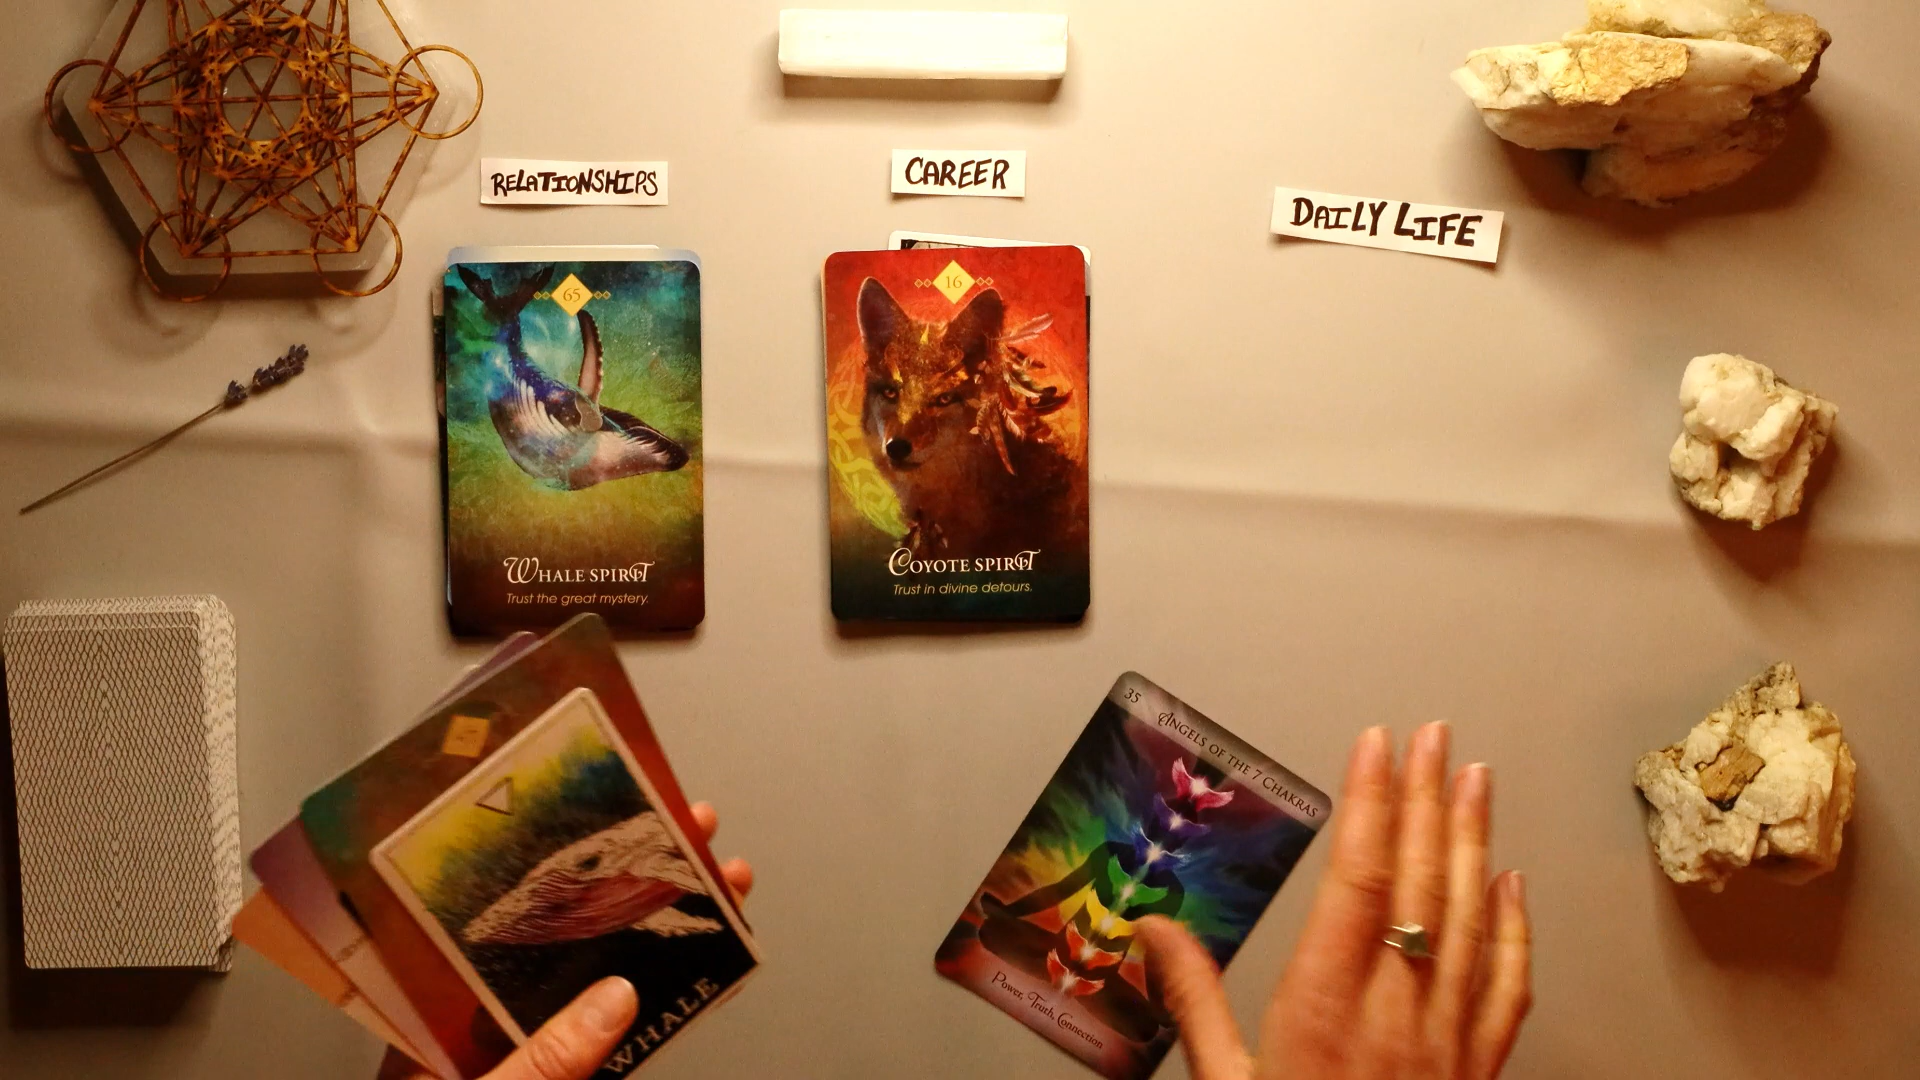 RELATIONSHIPS
CAREER
DAILY LIFE
65
WHALE SPIRIT
Trust the great mystery.
16
COYOTE SPIRIT
Trust in divine detours.
WHALE
35
ANGELS OF THE 7 CHAKRAS
Power, Truth, Connection